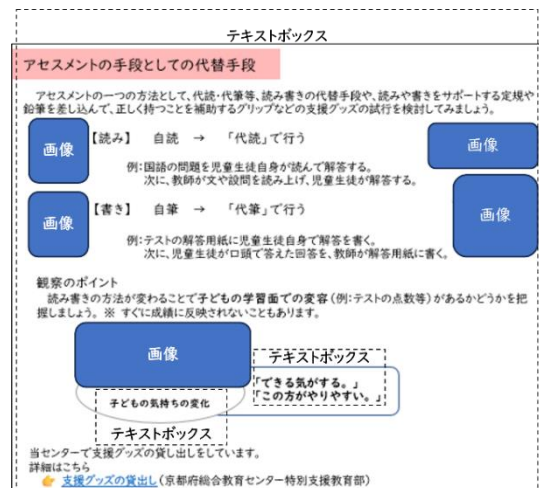 テキストボックス
アセスメントの手段としての代替手段
アセスメントの一つの方法として、代読・代筆等、読み書きの代替手段や、読みや書きをサポートする定規や
鉛筆を差し込んで、正しく持つことを補助するグリップなどの支援グッズの試行を検討してみましょう。
画像
【読み】 自読 → 「代読」で行う
画像
例:国語の問題を児童生徒自身が読んで解答する。
次に、教師が文や設問を読み上げ、児童生徒が解答する。
画像
【書き】 自筆 → 「代筆」で行う
画像
例:テストの解答用紙に児童生徒自身で解答を書く。
次に、児童生徒が口頭で答えた回答を、教師が解答用紙に書く。
観察のポイント
読み書きの方法が変わることで子どもの学習面での変容(例:テストの点数等)があるかどうかを把
握しましょう。※ すぐに成績に反映されないこともあります。
画像
テキストボックス
「できる気がする。」
「この方がやりやすい。」
子どもの気持ちの変化
テキストボックス
当センターで支援グッズの貸し出しをしています。
詳細はこちら
👉 支援グッズの貸出し(京都府総合教育センター特別支援教育部)